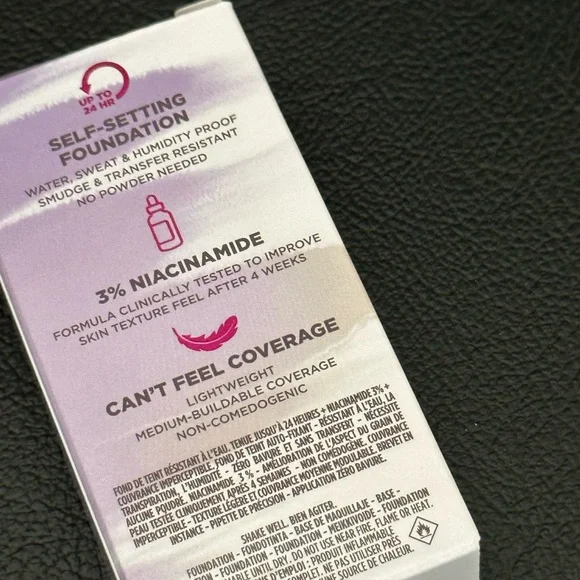 UP TO
24 HR
SELF-SETTING
FOUNDATION
WATER, SWEAT & HUMIDITY PROOF
SMUDGE & TRANSFER RESISTANT
NO POWDER NEEDED
3% NIACINAMIDE
FORMULA CLINICALLY TESTED TO IMPROVE
SKIN TEXTURE FEEL AFTER 4 WEEKS
CAN'T FEEL COVERAGE
LIGHTWEIGHT
MEDIUM-BUILDABLE COVERAGE
NON-COMEDOGENIC
FOND DE TEINT RÉSISTANT À L'EAU, TENUE JUSQU'À 24 HEURES + NIACINAMIDE 3% +
COUVRANCE IMPERCEPTIBLE. FOND DE TEINT AUTO-FIXANT - RÉSISTANT À L'EAU, LA
TRANSPIRATION, L'HUMIDITÉ - ZÉRO BAVURE ET SANS TRANSFERT - NÉCESSITE
AUCUNE POUDRE. NIACINAMIDE 3 % - AMÉLIORATION DE L'ASPECT DU GRAIN DE
PEAU TESTÉE CLINIQUEMENT APRÈS 4 SEMAINES - NON COMÉDOGÈNE. COUVRANCE
IMPERCEPTIBLE - TEXTURE LÉGÈRE ET COUVRANCE MOYENNE MODULABLE. BREVET EN
INSTANCE - PIPETTE DE PRÉCISION - APPLICATION ZÉRO BAVURE.
SHAKE WELL. BIEN AGITER.
FOUNDATION - FONDOTINTA - BASE DE MAQUILLAJE - BASE -
- FOUNDATION - FOUNDATION - MEIKKIVOIDE - FOUNDATION
UNTIL DRY. DO NOT USE NEAR FIRE, FLAME OR HEAT.
D'EMPLOI : PRODUIT INFLAMMABLE
COMPLET. NE PAS UTILISER PRÈS
SOURCE DE CHALEUR.